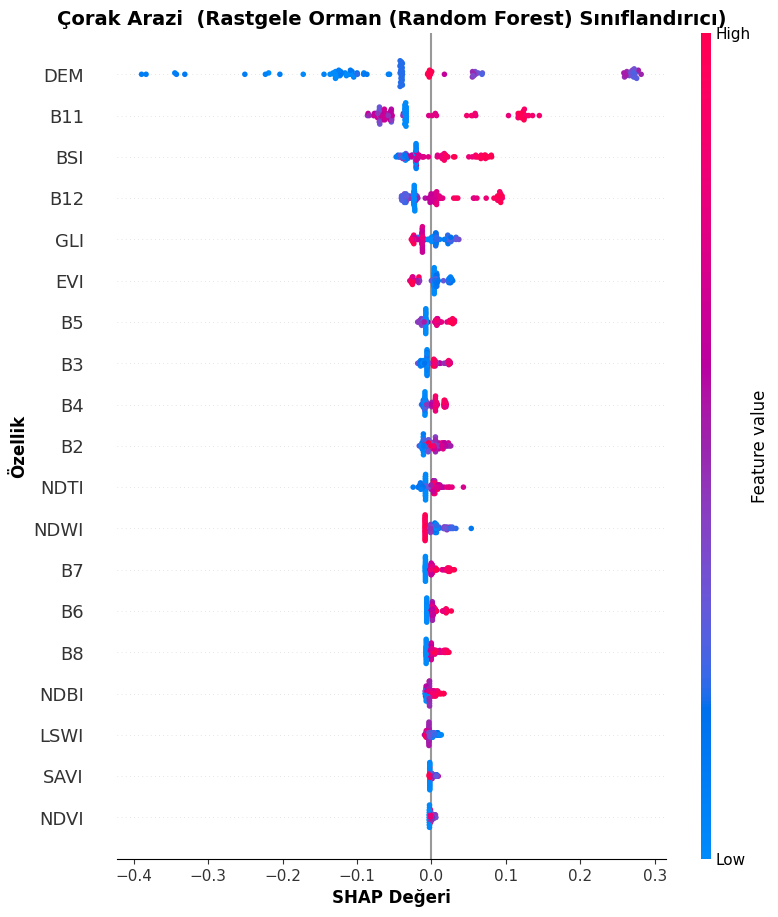 Çorak Arazi  (Rastgele Orman (Random Forest) Sınıflandırıcı)
High
DEM
B11
BSI
B12
GLI
EVI
B5
B3
B4
B2
NDTI
NDWI
B7
B6
B8
NDBI
LSWI
SAVI
NDVI
Özellik
Feature value
Low
−0.4 −0.3 −0.2 −0.1 0.0 0.1 0.2 0.3
SHAP Değeri